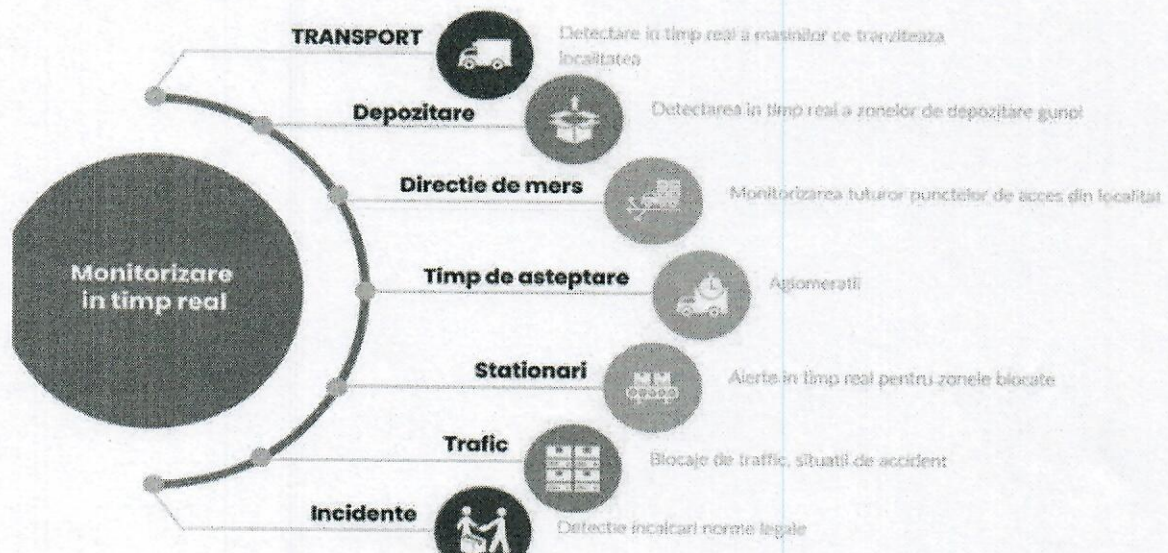 TRANSPORT
Detectare in timp real a masinilor ce tranziteaza
localitatea
Depozitare
Detectarea in timp real a zonelor de depozitare gunoi
Directie de mers
Monitorizarea tuturor punctelor de acces din localitat
Monitorizare
in timp real
Timp de asteptare
Aglomeratii
Stationari
Alerte in timp real pentru zonele blocate
Trafic
Blocaje de traffic, situatii de accident
Incidente
Detectie incalcari norme legale